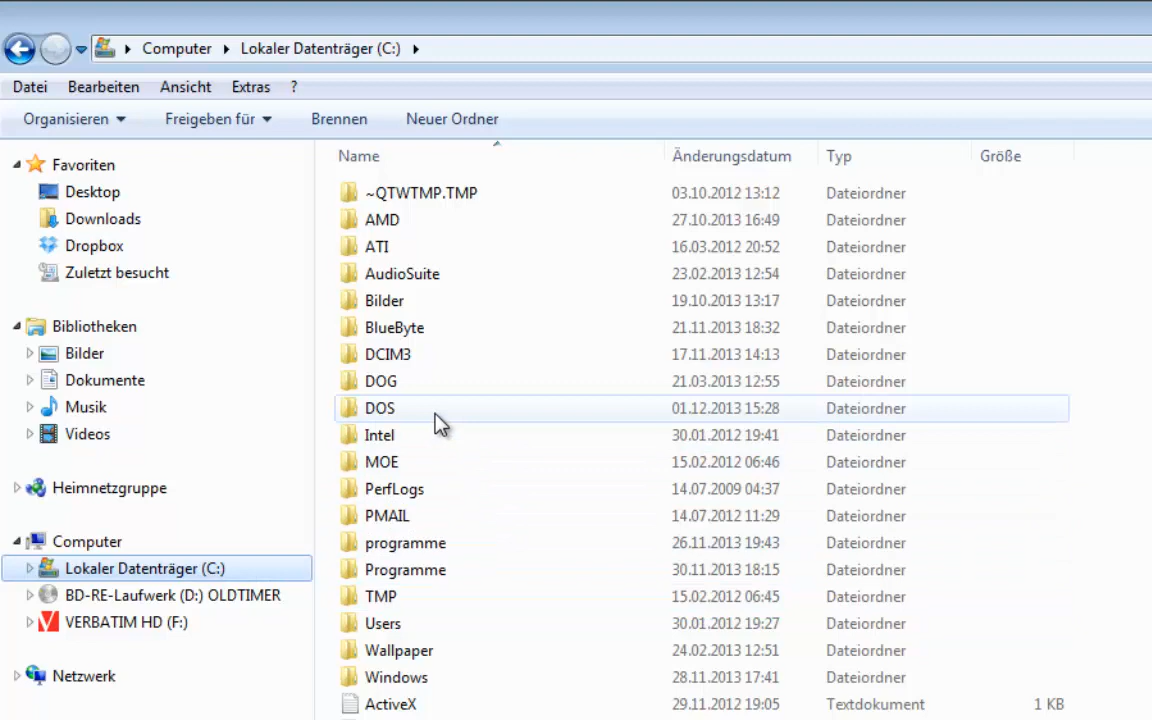 Computer Lokaler Datenträger (C:)
Datei Bearbeiten Ansicht Extras ?
Organisieren Freigeben für Brennen Neuer Ordner
Favoriten
Desktop
Downloads
Dropbox
Zuletzt besucht
Bibliotheken
Bilder
Dokumente
Musik
Videos
Heimnetzgruppe
Computer
Lokaler Datenträger (C:)
BD-RE-Laufwerk (D:) OLDTIMER
VERBATIM HD (F:)
Netzwerk
Name Änderungsdatum Typ Größe
~QTWTMP.TMP 03.10.2012 13:12 Dateiordner
AMD 27.10.2013 16:49 Dateiordner
ATI 16.03.2012 20:52 Dateiordner
AudioSuite 23.02.2013 12:54 Dateiordner
Bilder 19.10.2013 13:17 Dateiordner
BlueByte 21.11.2013 18:32 Dateiordner
DCIM3 17.11.2013 14:13 Dateiordner
DOG 21.03.2013 12:55 Dateiordner
DOS 01.12.2013 15:28 Dateiordner
Intel 30.01.2012 19:41 Dateiordner
MOE 15.02.2012 06:46 Dateiordner
PerfLogs 14.07.2009 04:37 Dateiordner
PMAIL 14.07.2012 11:29 Dateiordner
programme 26.11.2013 19:43 Dateiordner
Programme 30.11.2013 18:15 Dateiordner
TMP 15.02.2012 06:45 Dateiordner
Users 30.01.2012 19:27 Dateiordner
Wallpaper 24.02.2013 12:51 Dateiordner
Windows 28.11.2013 17:41 Dateiordner
ActiveX 29.11.2012 19:05 Textdokument 1 KB